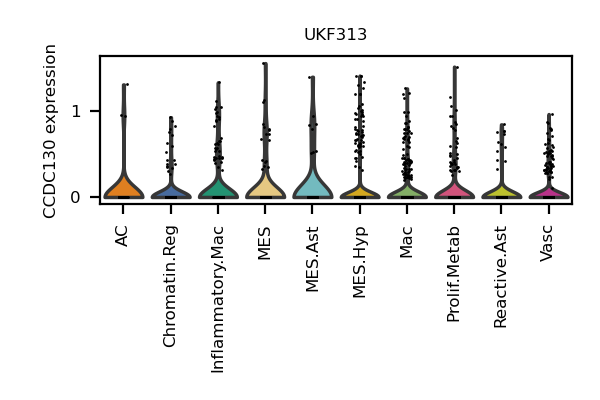 UKF313
CCDC130 expression
1
0
AC
Chromatin.Reg
Inflammatory.Mac
MES
MES.Ast
MES.Hyp
Mac
Prolif.Metab
Reactive.Ast
Vasc